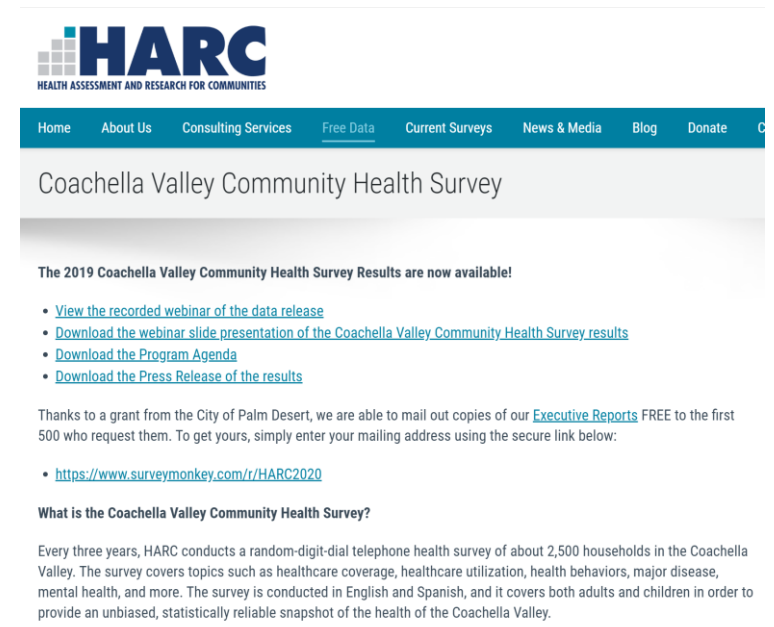 HARC
HEALTH ASSESSMENT AND RESEARCH FOR COMMUNITIES
Home About Us Consulting Services Free Data Current Surveys News & Media Blog Donate C
Coachella Valley Community Health Survey
The 2019 Coachella Valley Community Health Survey Results are now available!
• View the recorded webinar of the data release
• Download the webinar slide presentation of the Coachella Valley Community Health Survey results
• Download the Program Agenda
• Download the Press Release of the results
Thanks to a grant from the City of Palm Desert, we are able to mail out copies of our Executive Reports FREE to the first
500 who request them. To get yours, simply enter your mailing address using the secure link below:
• https://www.surveymonkey.com/r/HARC2020
What is the Coachella Valley Community Health Survey?
Every three years, HARC conducts a random-digit-dial telephone health survey of about 2,500 households in the Coachella
Valley. The survey covers topics such as healthcare coverage, healthcare utilization, health behaviors, major disease,
mental health, and more. The survey is conducted in English and Spanish, and it covers both adults and children in order to
provide an unbiased, statistically reliable snapshot of the health of the Coachella Valley.